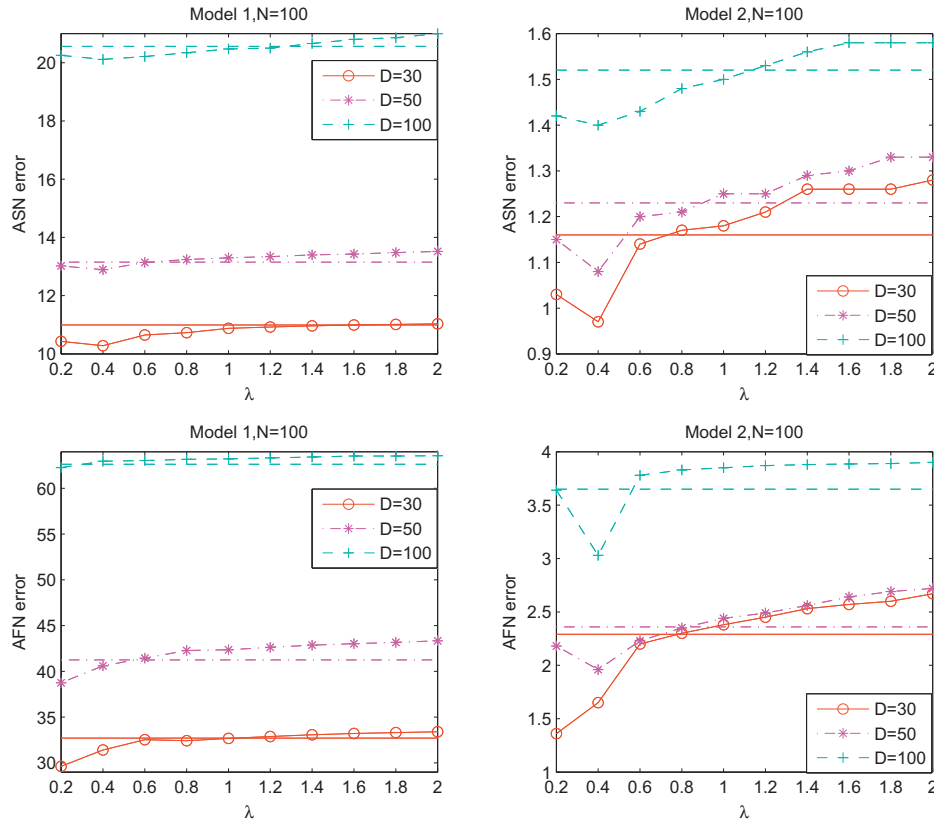 Model 1,N=100
20
18
16
14
12
10
ASN error
0.2 0.4 0.6 0.8 1 1.2 1.4 1.6 1.8 2
λ
D=30
D=50
D=100
Model 2,N=100
1.6
1.5
1.4
1.3
1.2
1.1
1
0.9
ASN error
0.2 0.4 0.6 0.8 1 1.2 1.4 1.6 1.8 2
λ
D=30
D=50
D=100
Model 1,N=100
60
55
50
45
40
35
30
AFN error
0.2 0.4 0.6 0.8 1 1.2 1.4 1.6 1.8 2
λ
D=30
D=50
D=100
Model 2,N=100
4
3.5
3
2.5
2
1.5
1
AFN error
0.2 0.4 0.6 0.8 1 1.2 1.4 1.6 1.8 2
λ
D=30
D=50
D=100